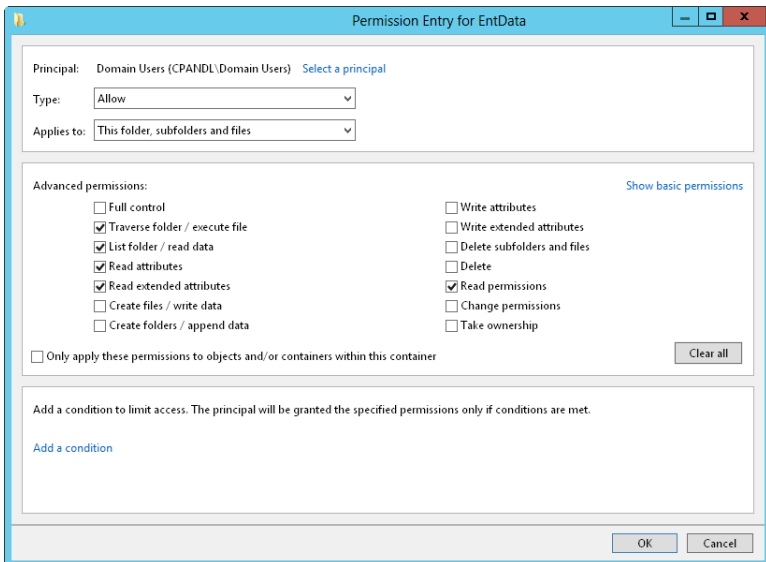 Permission Entry for EntData
Principal: Domain Users {CPANDL\Domain Users} Select a principal
Type: Allow
Applies to: This folder, subfolders and files
Advanced permissions: Show basic permissions
Full control Write attributes
Traverse folder / execute file Write extended attributes
List folder / read data Delete subfolders and files
Read attributes Delete
Read extended attributes Read permissions
Create files / write data Change permissions
Create folders / append data Take ownership
Only apply these permissions to objects and/or containers within this container Clear all
Add a condition to limit access. The principal will be granted the specified permissions only if conditions are met.
Add a condition
OK Cancel